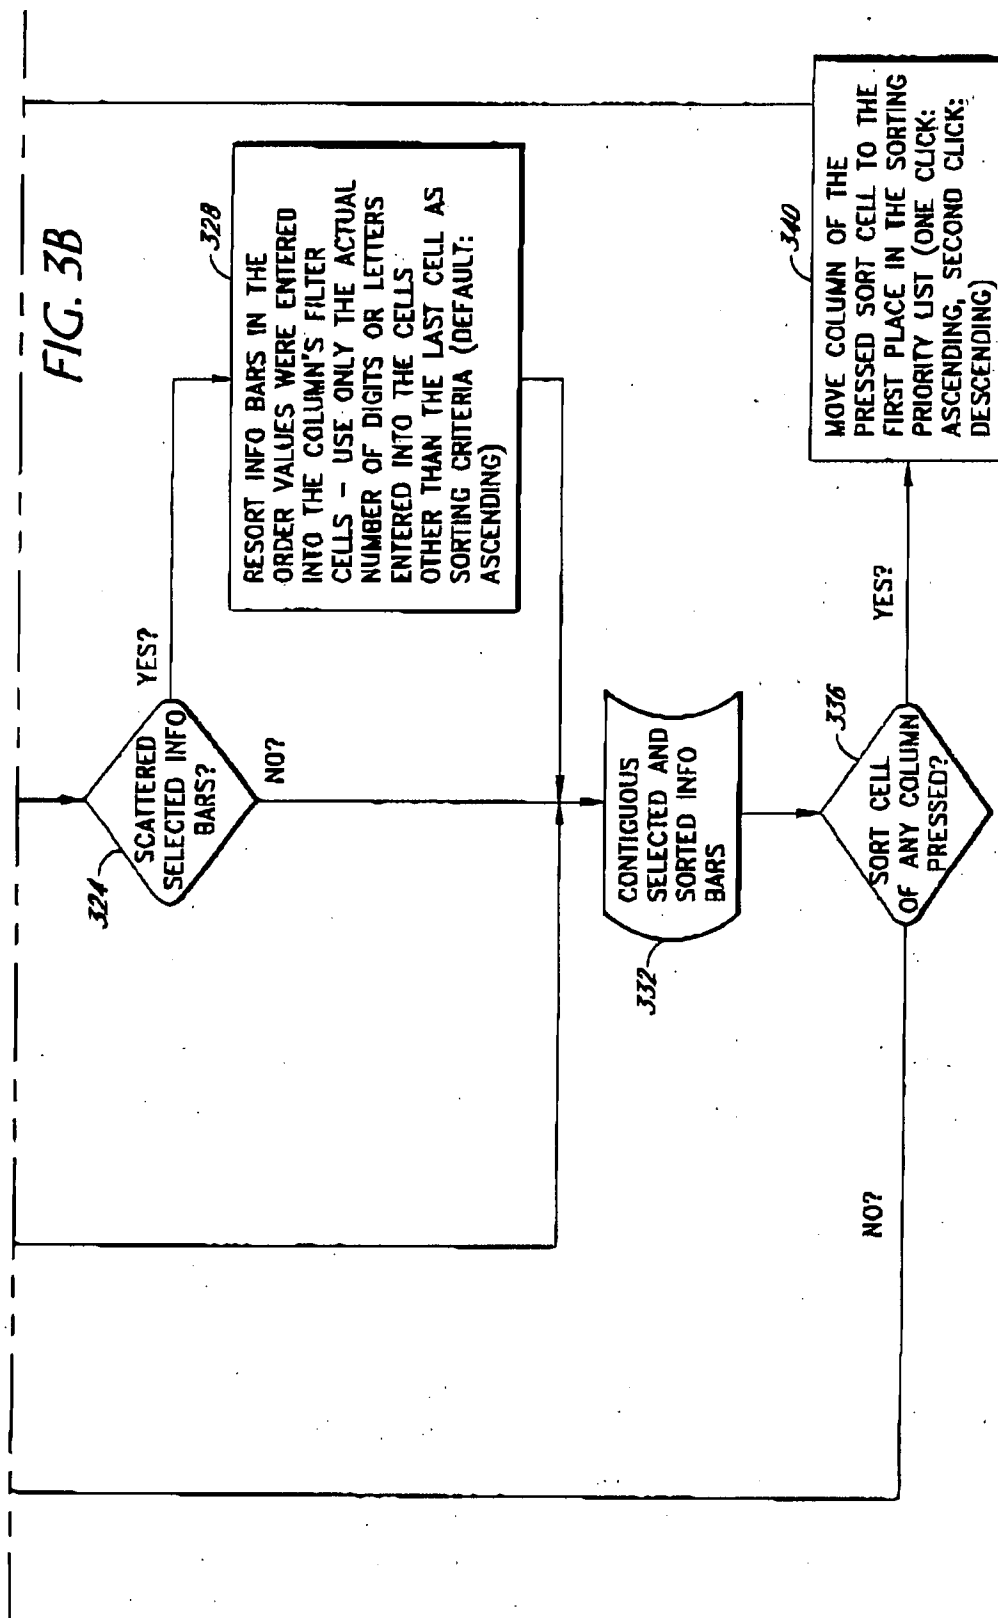 FIG. 3B
324
SCATTERED
SELECTED INFO
BARS?
YES?
NO?
328
RESORT INFO BARS IN THE
ORDER VALUES WERE ENTERED
INTO THE COLUMN'S FILTER
CELLS – USE ONLY THE ACTUAL
NUMBER OF DIGITS OR LETTERS
ENTERED INTO THE CELLS
OTHER THAN THE LAST CELL AS
SORTING CRITERIA (DEFAULT:
ASCENDING)
332
CONTIGUOUS
SELECTED AND
SORTED INFO
BARS
336
SORT CELL
OF ANY COLUMN
PRESSED?
NO?
YES?
340
MOVE COLUMN OF THE
PRESSED SORT CELL TO THE
FIRST PLACE IN THE SORTING
PRIORITY LIST (ONE CLICK:
ASCENDING, SECOND CLICK:
DESCENDING)